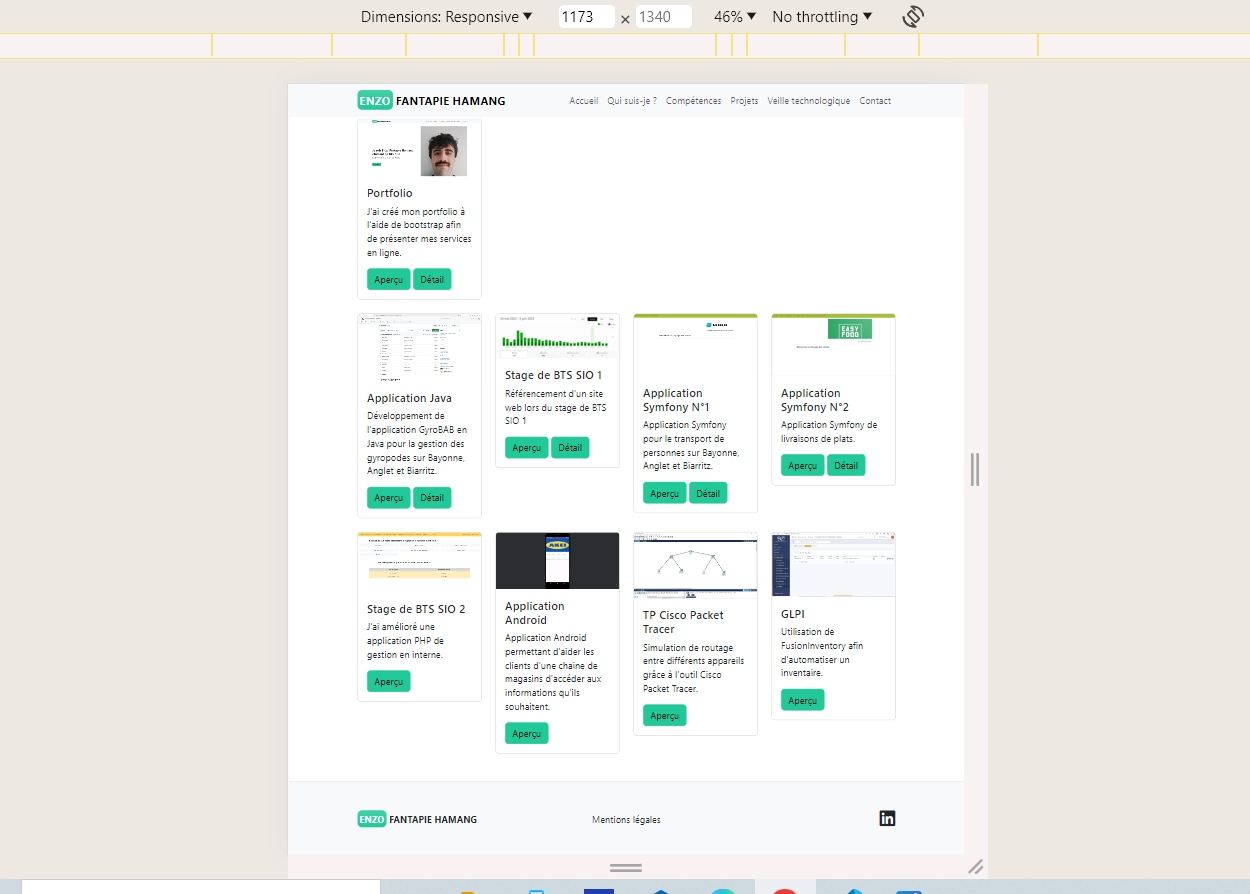 Dimensions: Responsive ▼ 1173 × 1340 46% ▼ No throttling ▼
ENZO FANTAPIE HAMANG Accueil Qui suis-je ? Compétences Projets Veille technologique Contact
Portfolio
J'ai créé mon portfolio à
l'aide de bootstrap afin
de présenter mes services
en ligne.
Aperçu Détail
Application Java
Développement de
l'application GyroBAB en
Java pour la gestion des
gyropodes sur Bayonne,
Anglet et Biarritz.
Aperçu Détail
Stage de BTS SIO 1
Référencement d'un site
web lors du stage de BTS
SIO 1
Aperçu Détail
Application
Symfony N°1
Application Symfony
pour le transport de
personnes sur Bayonne,
Anglet et Biarritz.
Aperçu Détail
EASY
FOOD
Application
Symfony N°2
Application Symfony de
livraisons de plats.
Aperçu Détail
Stage de BTS SIO 2
J'ai amélioré une
application PHP de
gestion en interne.
Aperçu
Application
Android
Application Android
permettant d'aider les
clients d'une chaîne de
magasins d'accéder aux
informations qu'ils
souhaitent.
Aperçu
TP Cisco Packet
Tracer
Simulation de routage
entre différents appareils
grâce à l'outil Cisco
Packet Tracer.
Aperçu
GLPI
Utilisation de
FusionInventory afin
d'automatiser un
inventaire.
Aperçu
ENZO FANTAPIE HAMANG Mentions légales in